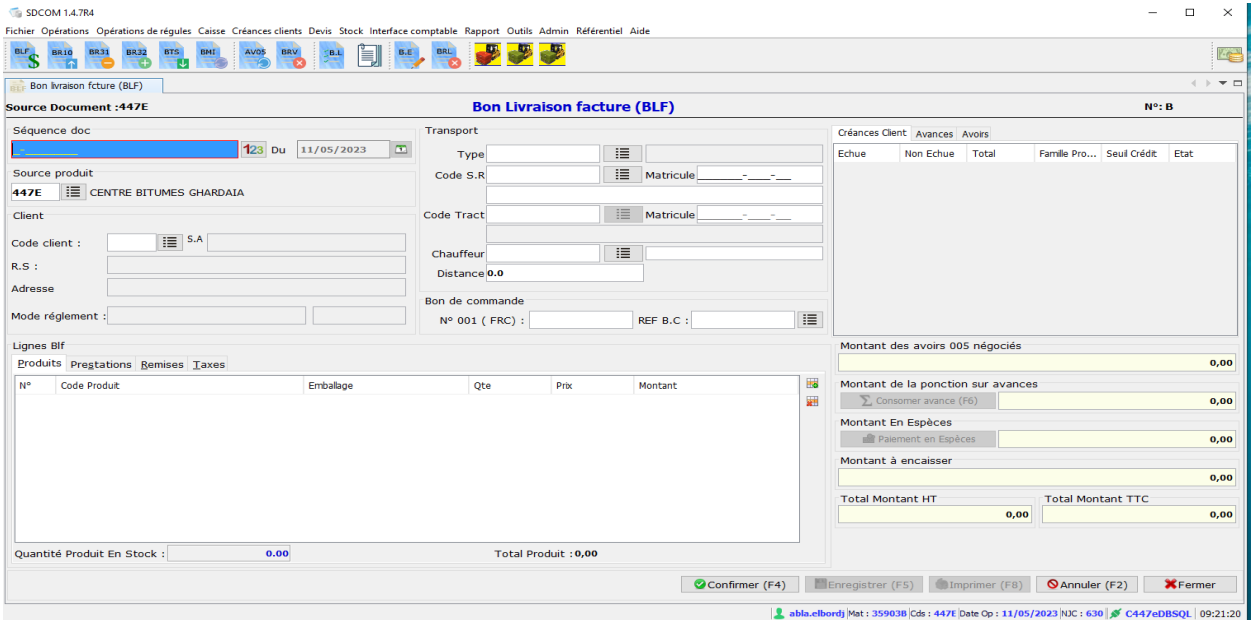 SDCOM 1.4.7R4
Fichier Opérations Opérations de régules Caisse Créances clients Devis Stock Interface comptable Rapport Outils Admin Référentiel Aide
BLF BR10 BR31 BR32 BTS BMI AV05 BRV B.L B.E BRL
Bon livraison fcture (BLF)
Source Document :447E Bon Livraison facture (BLF) N°: B
Séquence doc Transport Créances Client Avances Avoirs
_-________ 123 Du 11/05/2023
Type Echue Non Echue Total Famille Pro... Seuil Crédit Etat
Source produit Code S.R Matricule _______-____-__
447E CENTRE BITUMES GHARDAIA
Client Code Tract Matricule _______-____-__
Code client : S.A
Chauffeur
R.S :
Distance 0.0
Adresse
Bon de commande
Mode réglement : N° 001 ( FRC) : REF B.C :
Lignes Blf Montant des avoirs 005 négociés
Produits Prestations Remises Taxes 0,00
N° Code Produit Emballage Qte Prix Montant
Montant de la ponction sur avances
Consomer avance (F6) 0,00
Montant En Espèces
Paiement en Espèces 0,00
Montant à encaisser
0,00
Total Montant HT Total Montant TTC
0,00 0,00
Quantité Produit En Stock : 0.00 Total Produit : 0,00
Confirmer (F4) Enregistrer (F5) Imprimer (F8) Annuler (F2) Fermer
abla.elbordj Mat : 35903B Cds : 447E Date Op : 11/05/2023 NJC : 630 C447eDBSQL 09:21:20